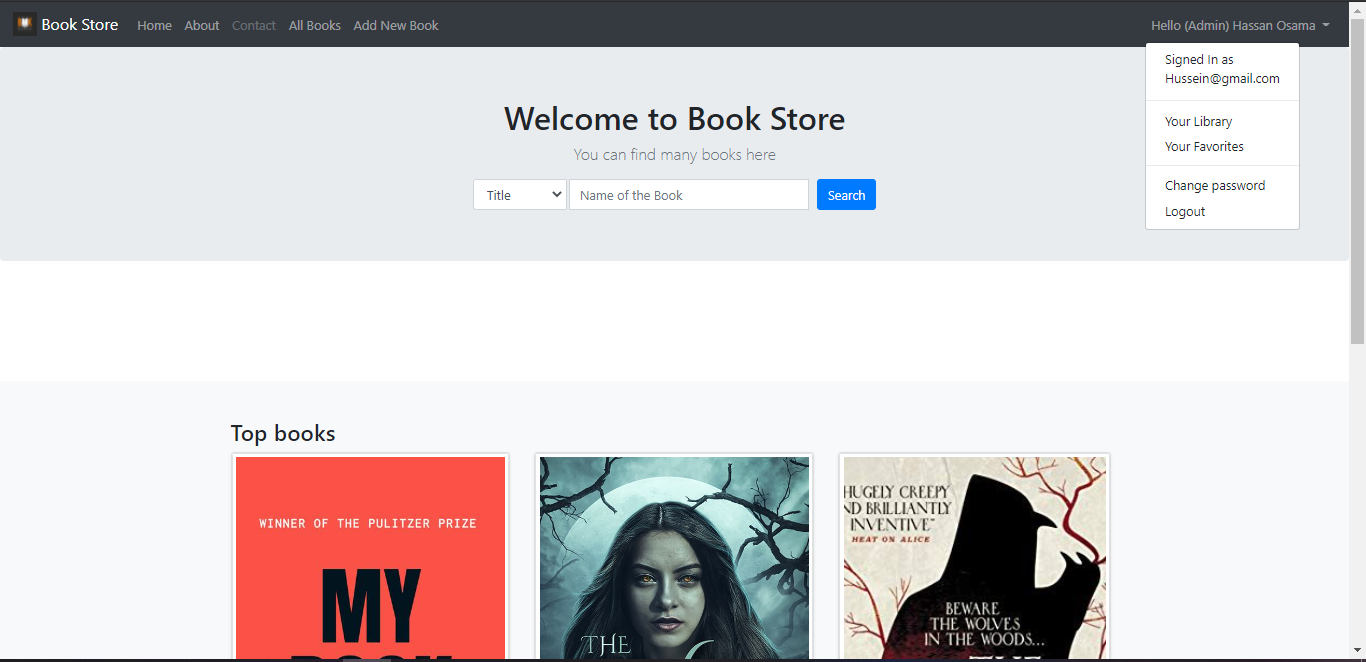 Book Store
Home
About
Contact
All Books
Add New Book
Hello (Admin) Hassan Osama
Signed In as
Hussein@gmail.com
Your Library
Your Favorites
Change password
Logout
Welcome to Book Store
You can find many books here
Title
Name of the Book
Search
Top books
WINNER OF THE PULITZER PRIZE
MY
THE
HUGELY CREEPY
ND BRILLIANTLY
INVENTIVE"
HEAT ON ALICE
BEWARE
THE WOLVES
IN THE WOODS...